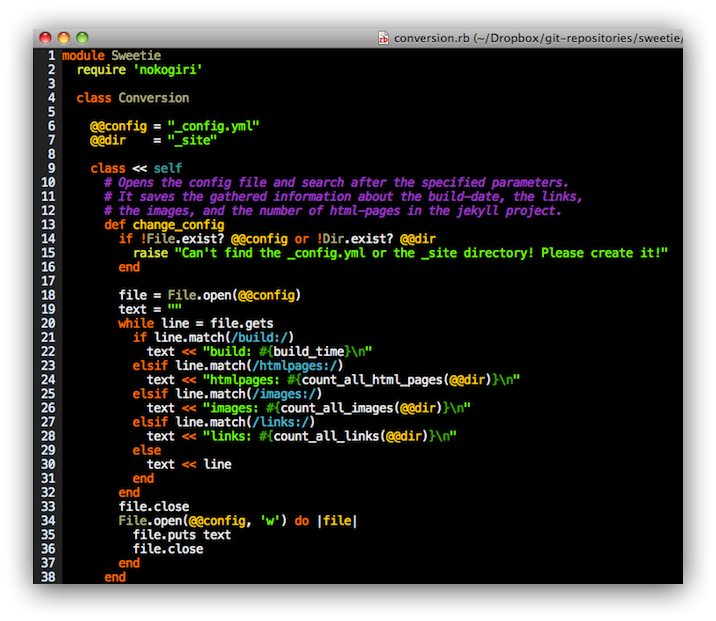 conversion.rb (~/Dropbox/git-repositories/sweetie/
1 module Sweetie
2   require 'nokogiri'
3
4   class Conversion
5
6     @@config = "_config.yml"
7     @@dir    = "_site"
8
9     class << self
10       # Opens the config file and search after the specified parameters.
11       # It saves the gathered information about the build-date, the links,
12       # the images, and the number of html-pages in the jekyll project.
13       def change_config
14         if !File.exist? @@config or !Dir.exist? @@dir
15           raise "Can't find the _config.yml or the _site directory! Please create it!"
16         end
17
18         file = File.open(@@config)
19         text = ""
20         while line = file.gets
21           if line.match(/build:/)
22             text << "build: #{build_time}\n"
23           elsif line.match(/htmlpages:/)
24             text << "htmlpages: #{count_all_html_pages(@@dir)}\n"
25           elsif line.match(/images:/)
26             text << "images: #{count_all_images(@@dir)}\n"
27           elsif line.match(/links:/)
28             text << "links: #{count_all_links(@@dir)}\n"
29           else
30             text << line
31           end
32         end
33         file.close
34         File.open(@@config, 'w') do |file|
35           file.puts text
36           file.close
37         end
38       end